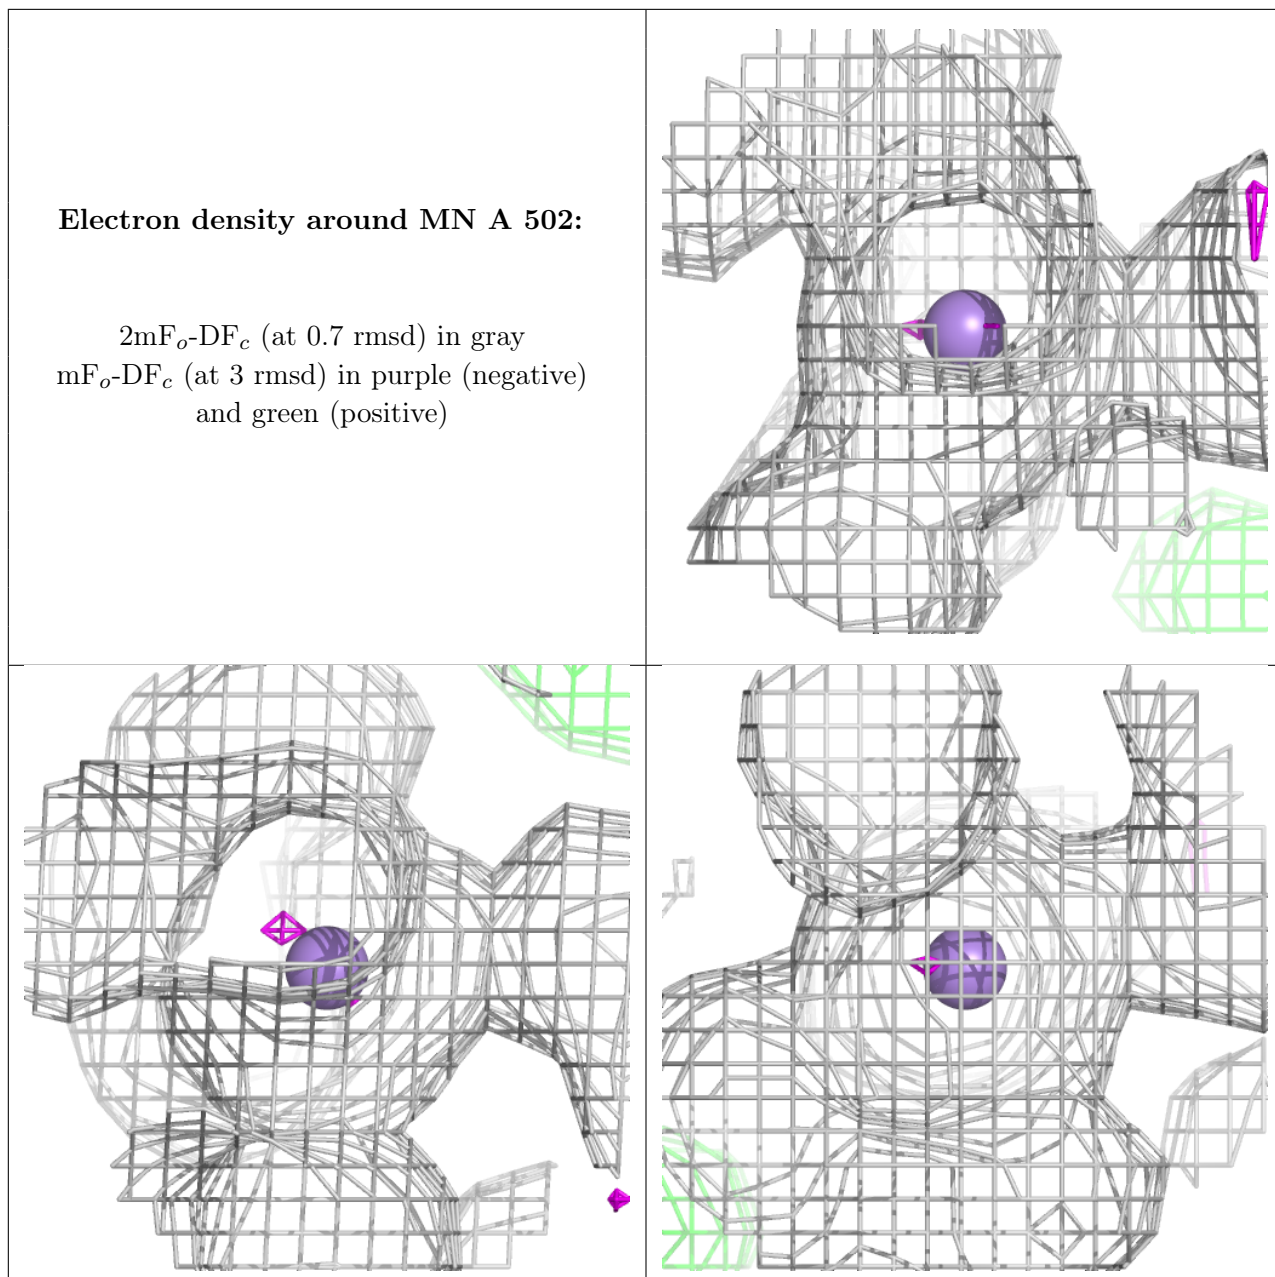 Electron density around MN A 502:
2mFo-DFc (at 0.7 rmsd) in gray
mFo-DFc (at 3 rmsd) in purple (negative)
and green (positive)